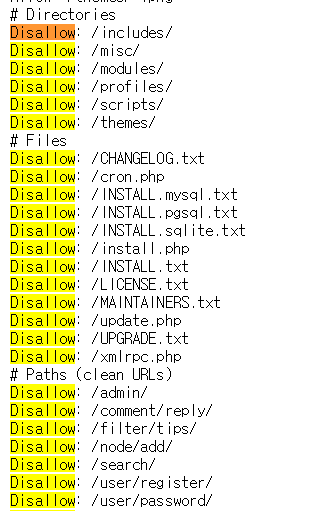 # Directories
Disallow: /includes/
Disallow: /misc/
Disallow: /modules/
Disallow: /profiles/
Disallow: /scripts/
Disallow: /themes/
# Files
Disallow: /CHANGELOG.txt
Disallow: /cron.php
Disallow: /INSTALL.mysql.txt
Disallow: /INSTALL.pgsql.txt
Disallow: /INSTALL.sqlite.txt
Disallow: /install.php
Disallow: /INSTALL.txt
Disallow: /LICENSE.txt
Disallow: /MAINTAINERS.txt
Disallow: /update.php
Disallow: /UPGRADE.txt
Disallow: /xmlrpc.php
# Paths (clean URLs)
Disallow: /admin/
Disallow: /comment/reply/
Disallow: /filter/tips/
Disallow: /node/add/
Disallow: /search/
Disallow: /user/register/
Disallow: /user/password/